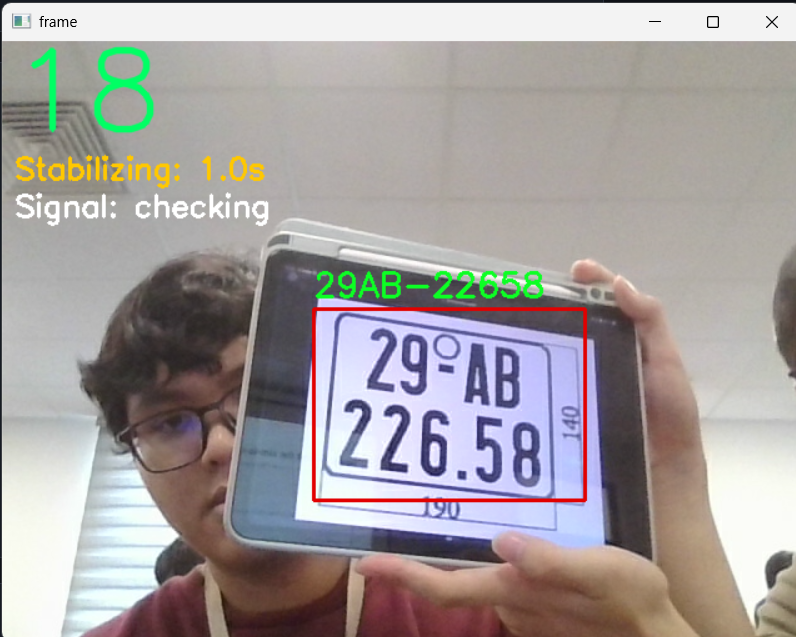 frame
18
Stabilizing: 1.0s
Signal: checking
29AB-22658
29-AB
226.58
140
190